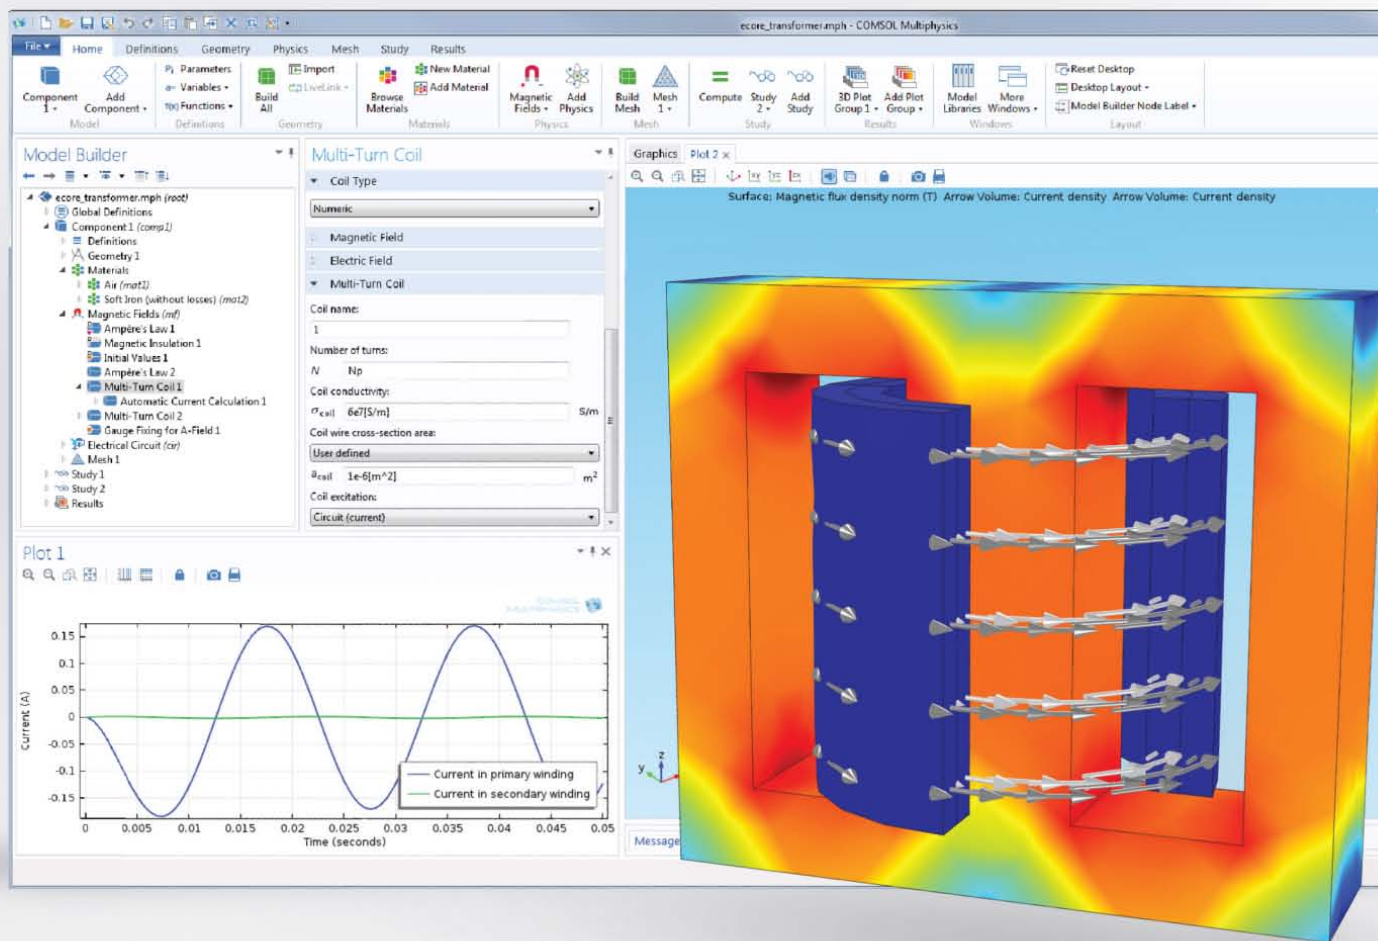 ecore_transformer.mph - COMSOL Multiphysics
File Home Definitions Geometry Physics Mesh Study Results
Component 1
Add Component
Model
Pi Parameters
a= Variables
f(x) Functions
Definitions
Build All
Import
LiveLink
Geometry
Browse Materials
New Material
Add Material
Materials
Magnetic Fields
Add Physics
Physics
Build Mesh
Mesh 1
Mesh
Compute
Study 2
Add Study
Study
3D Plot Group 1
Add Plot Group
Results
Model Libraries
More Windows
Windows
Reset Desktop
Desktop Layout
Model Builder Node Label
Layout
Model Builder
ecore_transformer.mph (root)
Global Definitions
Component 1 (comp1)
Definitions
Geometry 1
Materials
Air (mat1)
Soft Iron (without losses) (mat2)
Magnetic Fields (mf)
Ampère's Law 1
Magnetic Insulation 1
Initial Values 1
Ampère's Law 2
Multi-Turn Coil 1
Automatic Current Calculation 1
Multi-Turn Coil 2
Gauge Fixing for A-Field 1
Electrical Circuit (cir)
Mesh 1
Study 1
Study 2
Results
Multi-Turn Coil
Coil Type
Numeric
Magnetic Field
Electric Field
Multi-Turn Coil
Coil name:
1
Number of turns:
N Np
Coil conductivity:
σcoil 6e7[S/m] S/m
Coil wire cross-section area:
User defined
acoil 1e-6[m^2] m²
Coil excitation:
Circuit (current)
Graphics Plot 2
Surface: Magnetic flux density norm (T) Arrow Volume: Current density Arrow Volume: Current density
z
y
Message
Plot 1
COMSOL
MULTIPHYSICS
0.15
0.1
0.05
0
-0.05
-0.1
-0.15
Current (A)
Current in primary winding
Current in secondary winding
0 0.005 0.01 0.015 0.02 0.025 0.03 0.035 0.04 0.045 0.05
Time (seconds)